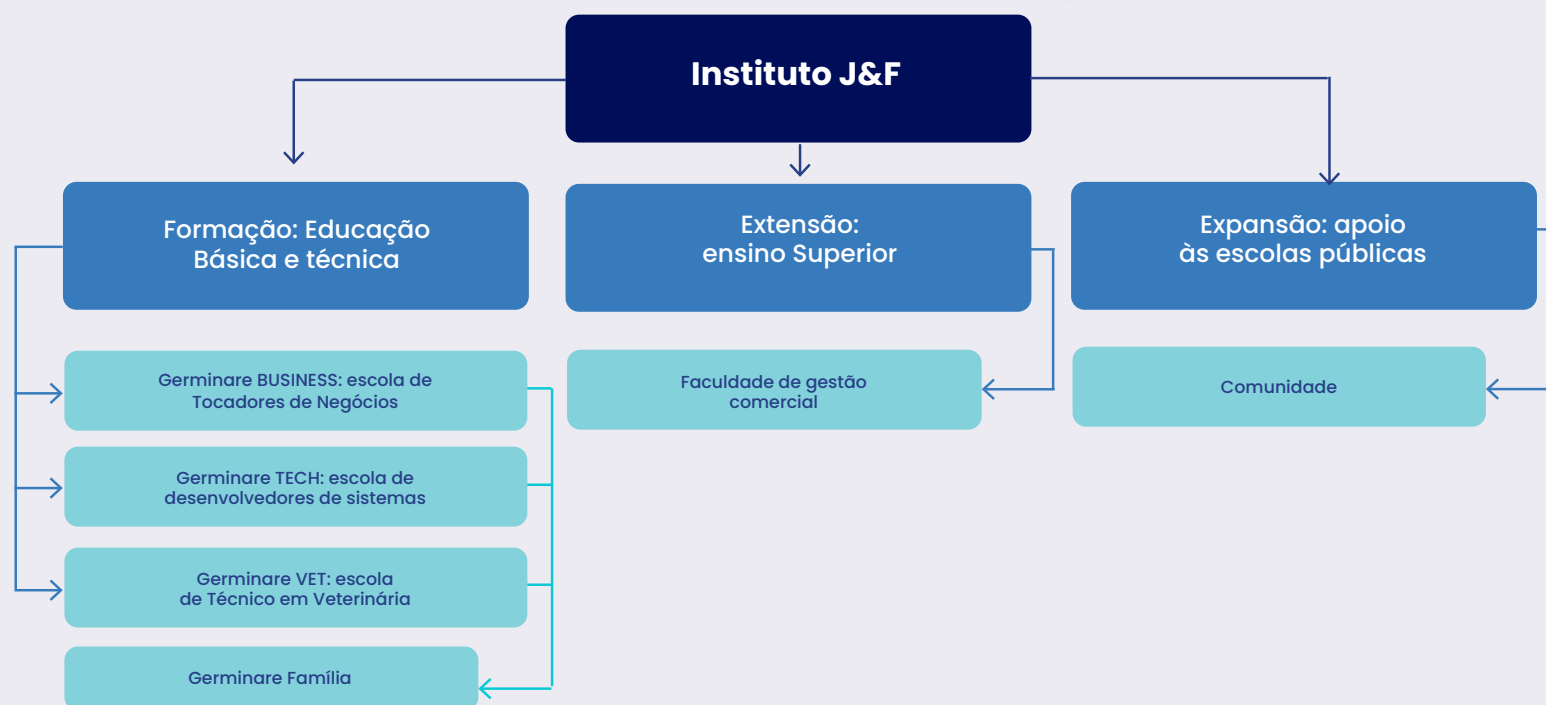 Instituto J&F
Formação: Educação
Básica e técnica
Extensão:
ensino Superior
Expansão: apoio
às escolas públicas
Germinare BUSINESS: escola de
Tocadores de Negócios
Faculdade de gestão
comercial
Comunidade
Germinare TECH: escola de
desenvolvedores de sistemas
Germinare VET: escola
de Técnico em Veterinária
Germinare Família